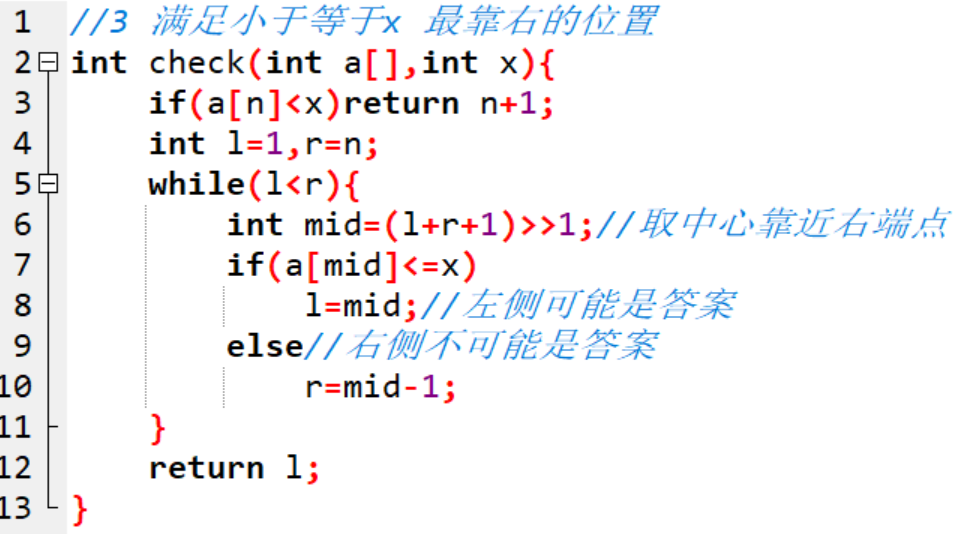 1 //3 满足小于等于x 最靠右的位置
2 int check(int a[],int x){
3 if(a[n]<x)return n+1;
4 int l=1,r=n;
5 while(l<r){
6 int mid=(l+r+1)>>1;//取中心靠近右端点
7 if(a[mid]<=x)
8 l=mid;//左侧可能是答案
9 else//右侧不可能是答案
10 r=mid-1;
11 }
12 return l;
13 }